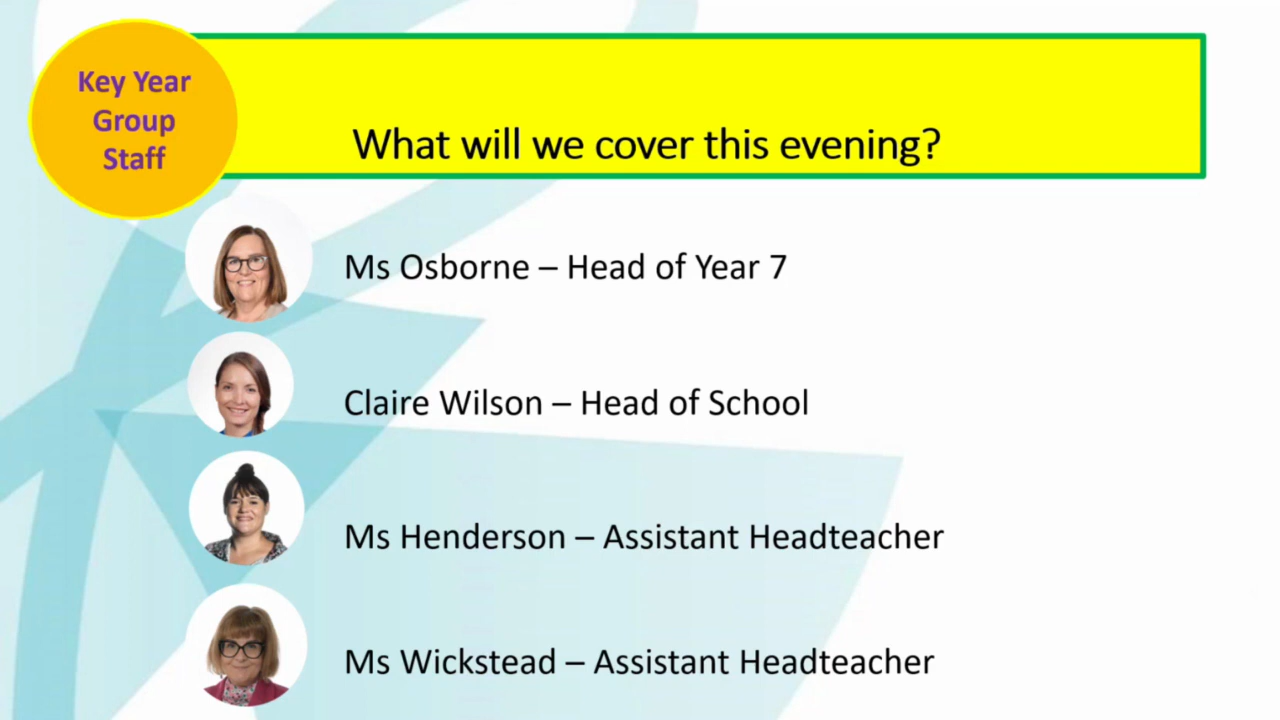 Key Year
Group
Staff
What will we cover this evening?
Ms Osborne – Head of Year 7
Claire Wilson – Head of School
Ms Henderson – Assistant Headteacher
Ms Wickstead – Assistant Headteacher